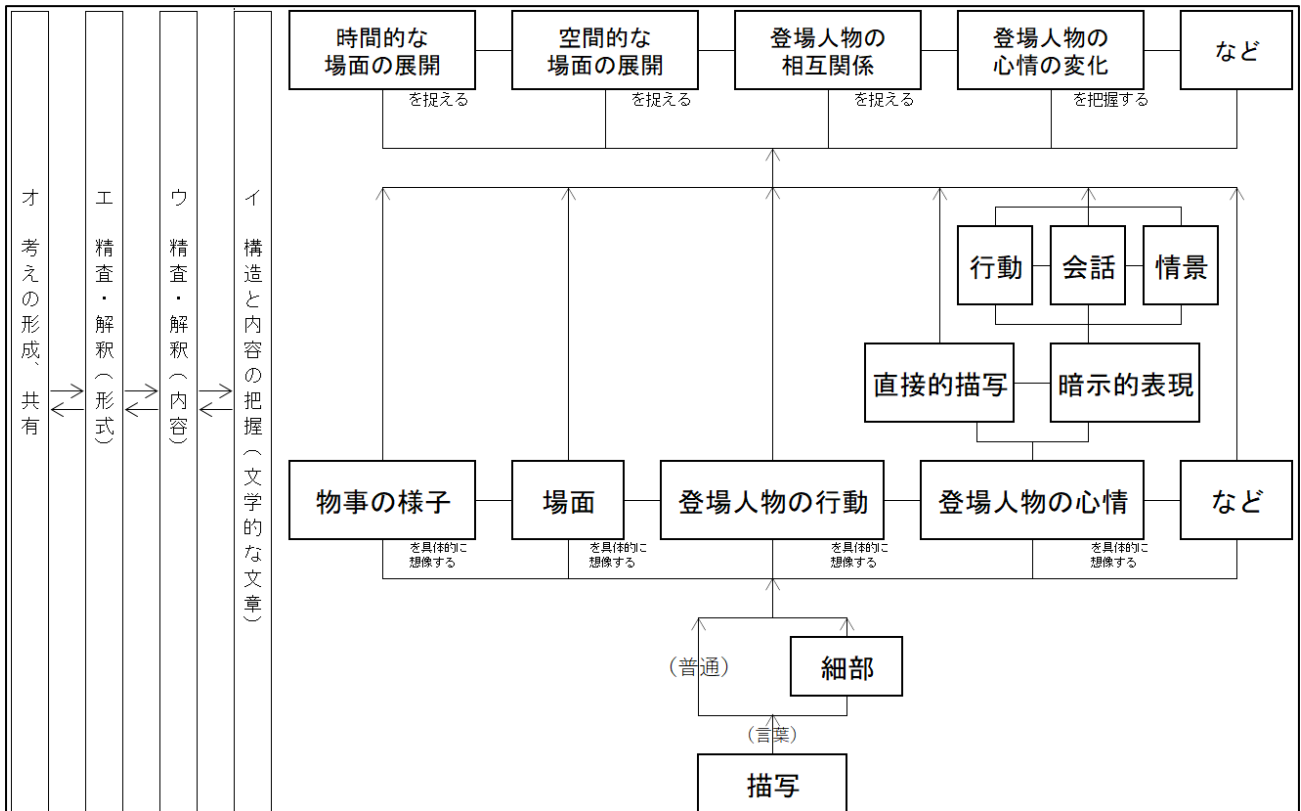 オ　考えの形成、共有
エ　精査・解釈（形式）
ウ　精査・解釈（内容）
イ　構造と内容の把握（文学的な文章）
時間的な
場面の展開
を捉える
空間的な
場面の展開
を捉える
登場人物の
相互関係
を捉える
登場人物の
心情の変化
を把握する
など
行動
会話
情景
直接的描写
暗示的表現
物事の様子
を具体的に
想像する
場面
を具体的に
想像する
登場人物の行動
を具体的に
想像する
登場人物の心情
を具体的に
想像する
など
（普通）
細部
（言葉）
描写